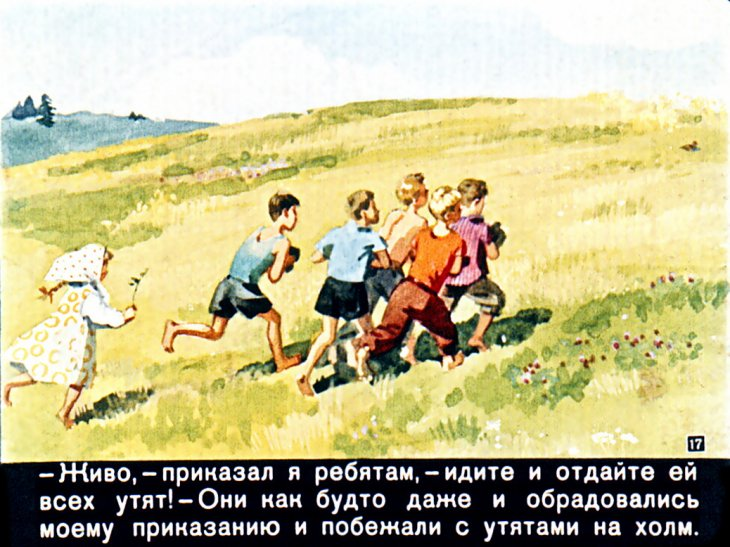 17
–Живо,–приказал я ребятам,–идите и отдайте ей
всех утят!–Они как будто даже и обрадовались
моему приказанию и побежали с утятами на холм.